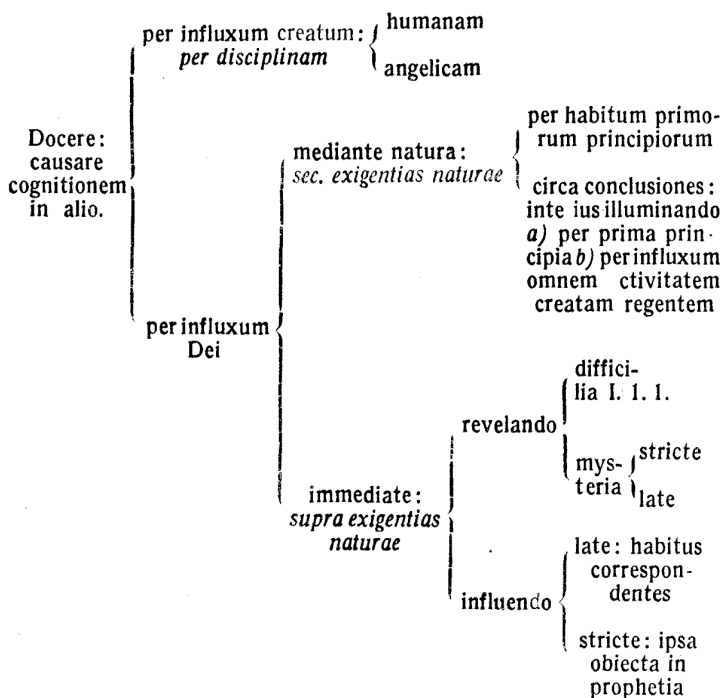 per influxum creatum:
per disciplinam
humanam
angelicam
Docere:
causare
cognitionem
in alio.
per influxum
Dei
mediante natura:
sec. exigentias naturae
per habitum primo-
rum principiorum
circa conclusiones:
inte ius illuminando
a) per prima prin-
cipia b) per influxum
omnem ctivitatem
creatam regentem
immediate:
supra exigentias
naturae
revelando
diffici-
lia I. 1. 1.
mys-
teria
stricte
late
influendo
late: habitus
correspon-
dentes
stricte: ipsa
obiecta in
prophetia